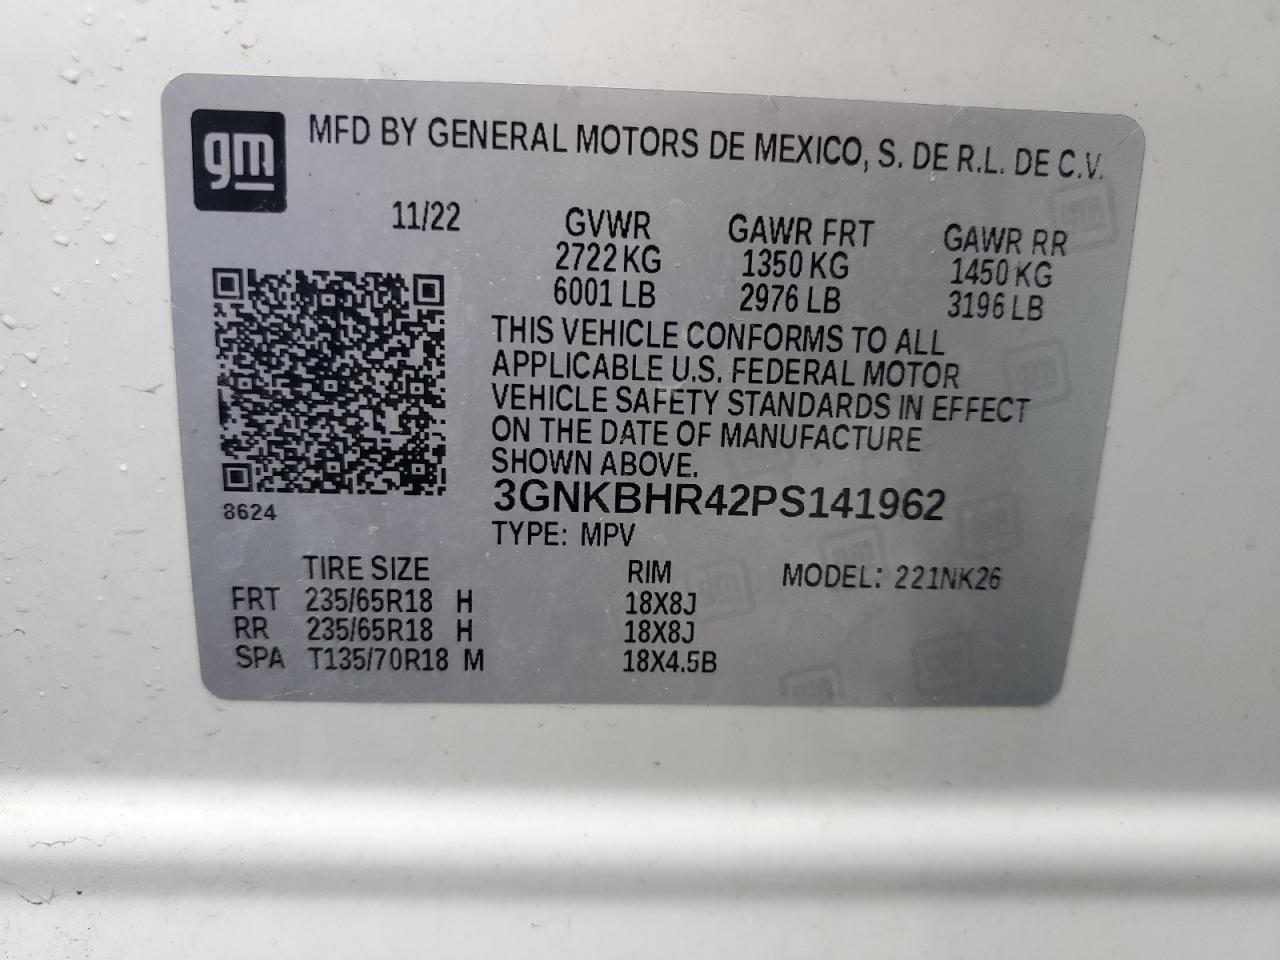 gm MFD BY GENERAL MOTORS DE MEXICO, S. DE R.L. DE C.V.
11/22 GVWR GAWR FRT GAWR RR
2722 KG 1350 KG 1450 KG
6001 LB 2976 LB 3196 LB
THIS VEHICLE CONFORMS TO ALL
APPLICABLE U.S. FEDERAL MOTOR
VEHICLE SAFETY STANDARDS IN EFFECT
ON THE DATE OF MANUFACTURE
SHOWN ABOVE.
3GNKBHR42PS141962
8624
TYPE: MPV
TIRE SIZE RIM MODEL: 221NK26
FRT 235/65R18 H 18X8J
RR 235/65R18 H 18X8J
SPA T135/70R18 M 18X4.5B